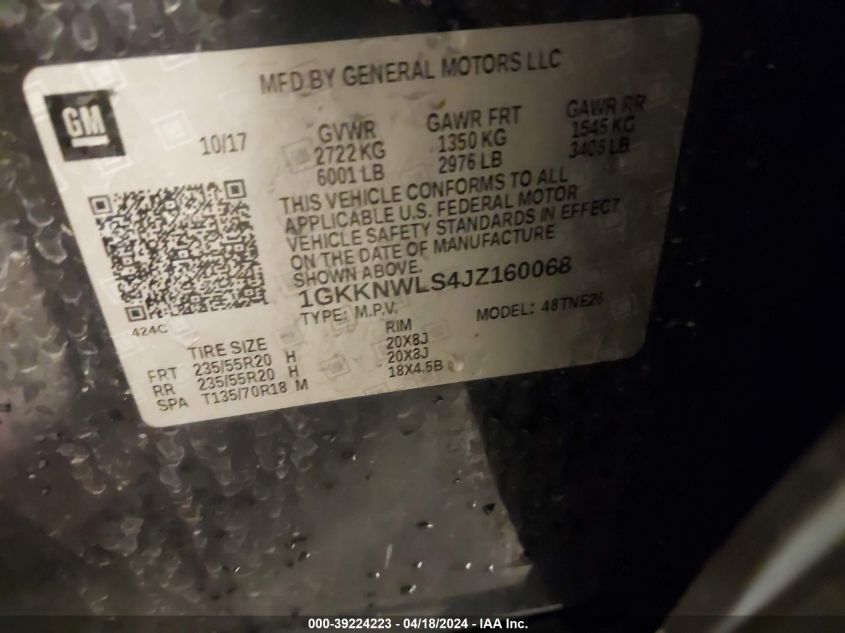 MFD BY GENERAL MOTORS LLC
GM
10/17 GVWR GAWR FRT GAWR RR
2722 KG 1350 KG 1545 KG
6001 LB 2976 LB 3406 LB
THIS VEHICLE CONFORMS TO ALL
APPLICABLE U.S. FEDERAL MOTOR
VEHICLE SAFETY STANDARDS IN EFFECT
ON THE DATE OF MANUFACTURE
SHOWN ABOVE.
1GKKNWLS4JZ160068
TYPE: M.P.V. MODEL: 48TNE26
424C
TIRE SIZE RIM
FRT 235/55R20 H 20X8J
RR 235/55R20 H 20X8J
SPA T135/70R18 M 18X4.5B
000-39224223 - 04/18/2024 - IAA Inc.